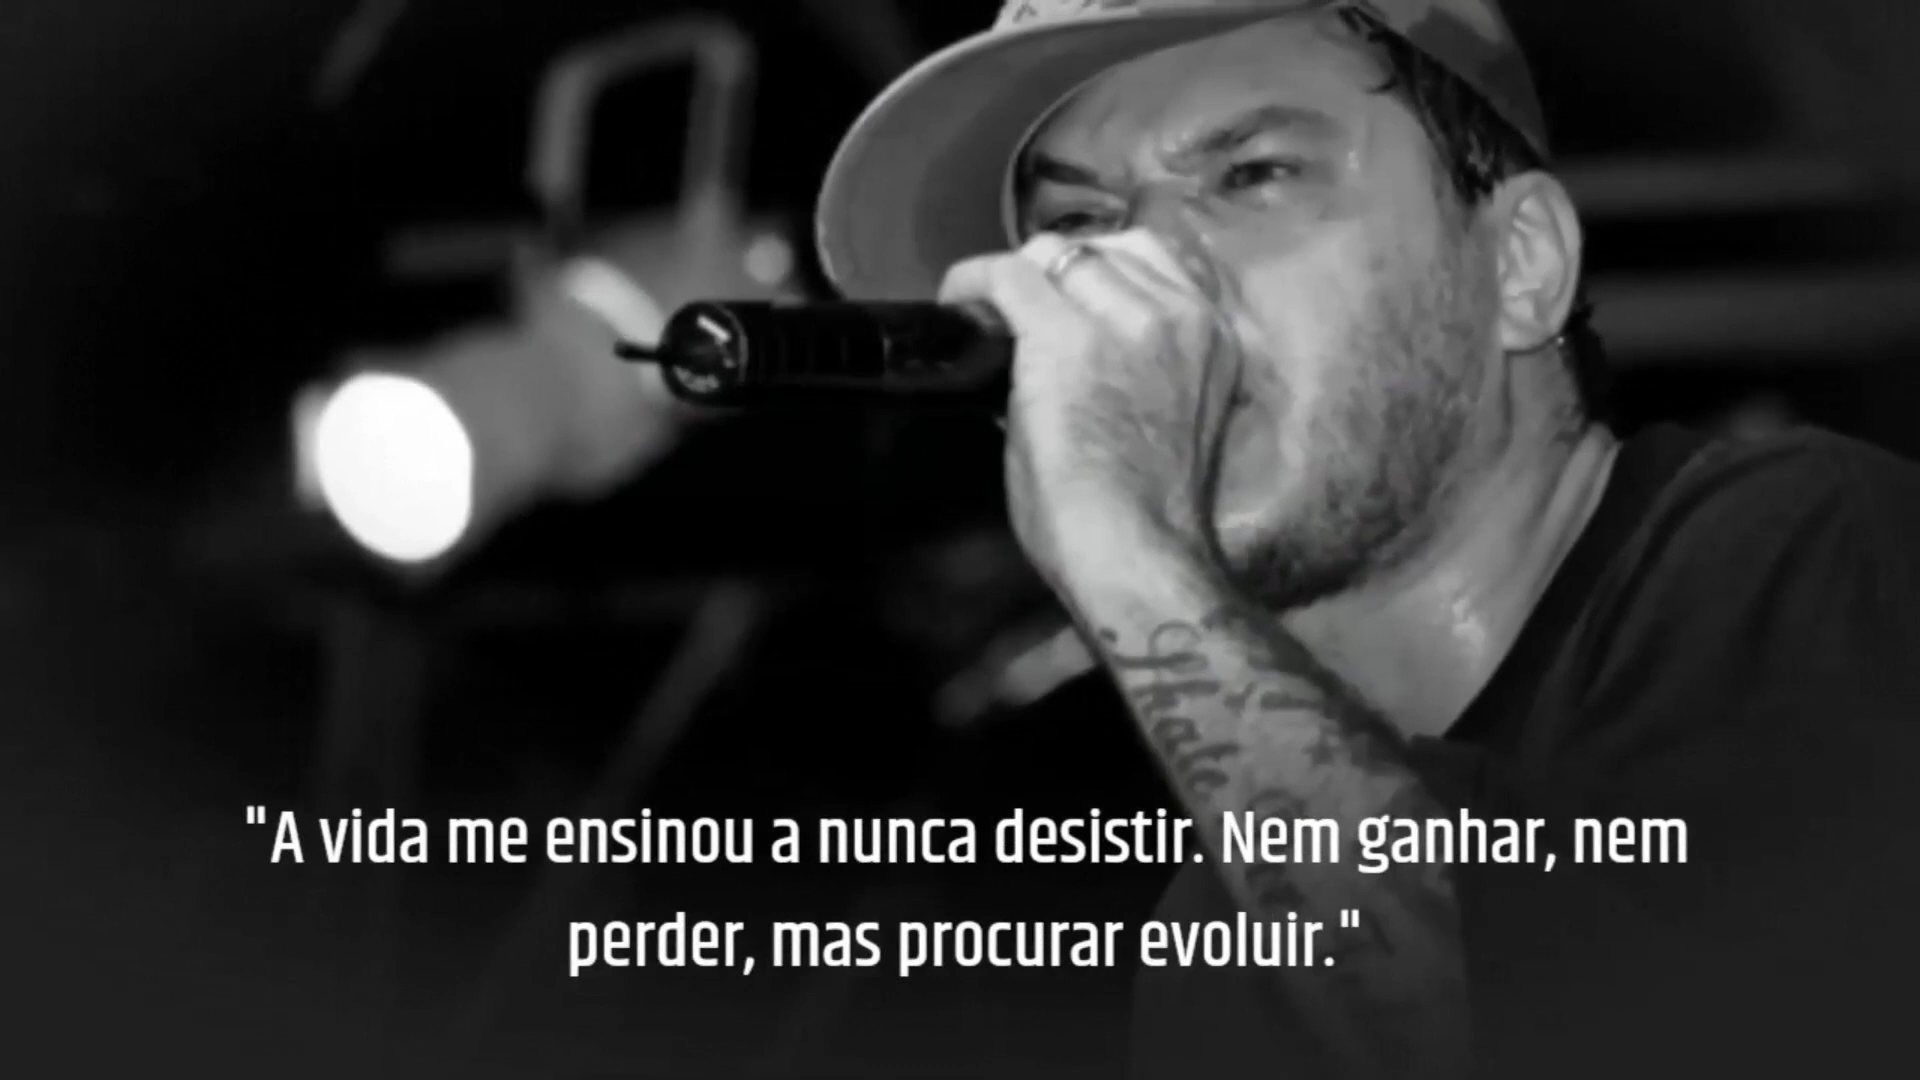 "A vida me ensinou a nunca desistir. Nem ganhar, nem
perder, mas procurar evoluir."